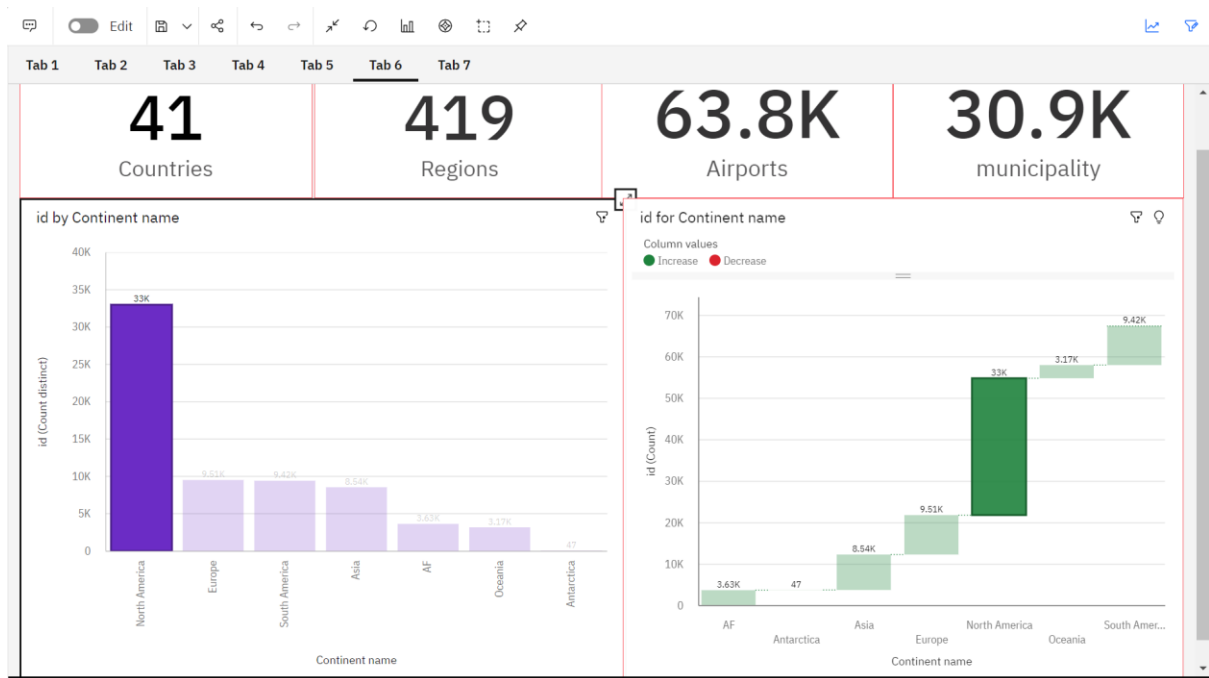 Edit
Tab 1 Tab 2 Tab 3 Tab 4 Tab 5 Tab 6 Tab 7
41 419 63.8K 30.9K
Countries Regions Airports municipality
id by Continent name
40K
35K
30K
25K
20K
15K
10K
5K
0
id (Count distinct)
33K
9.51K
9.42K
8.54K
3.63K
3.17K
47
North America
Europe
South America
Asia
AF
Oceania
Antarctica
Continent name
id for Continent name
Column values
Increase Decrease
70K
60K
50K
40K
30K
20K
10K
0
id (Count)
3.63K
47
8.54K
9.51K
33K
3.17K
9.42K
AF
Antarctica
Asia
Europe
North America
Oceania
South Amer...
Continent name